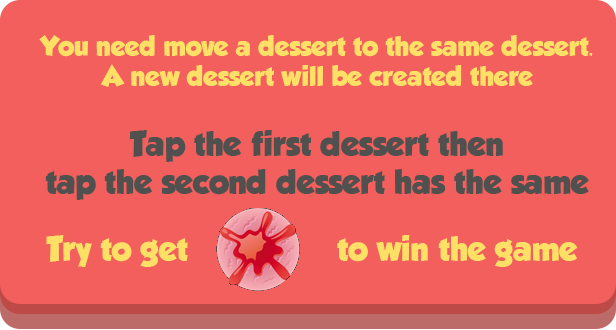 You need move a dessert to the same dessert.
A new dessert will be created there
Tap the first dessert then
tap the second dessert has the same
Try to get to win the game